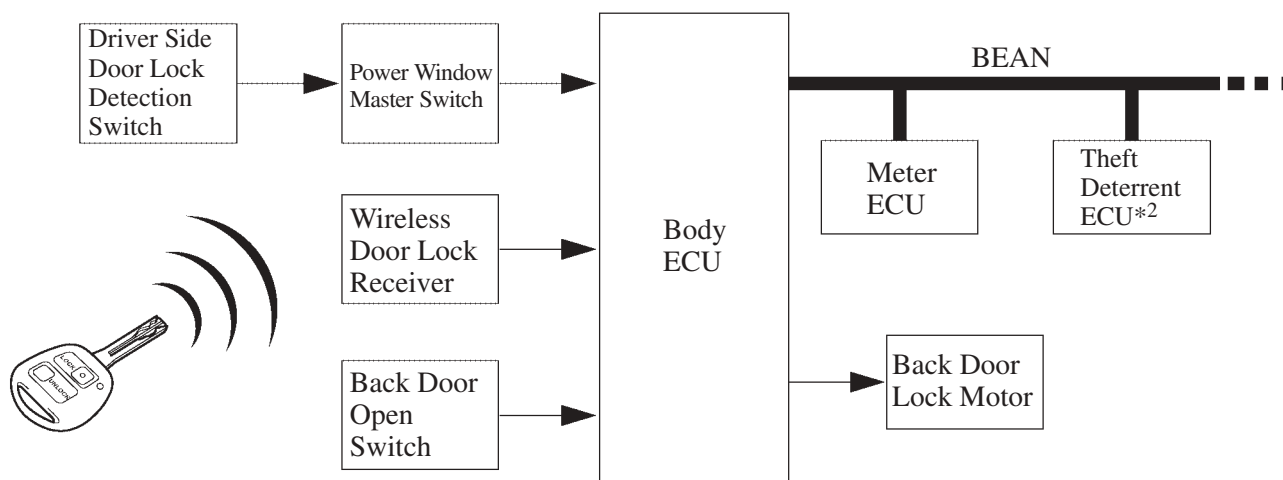 Driver Side
Door Lock
Detection
Switch
Power Window
Master Switch
BEAN
Meter
ECU
Theft
Deterrent
ECU*2
Wireless
Door Lock
Receiver
Body
ECU
LOCK
UNLOCK
Back Door
Open
Switch
Back Door
Lock Motor